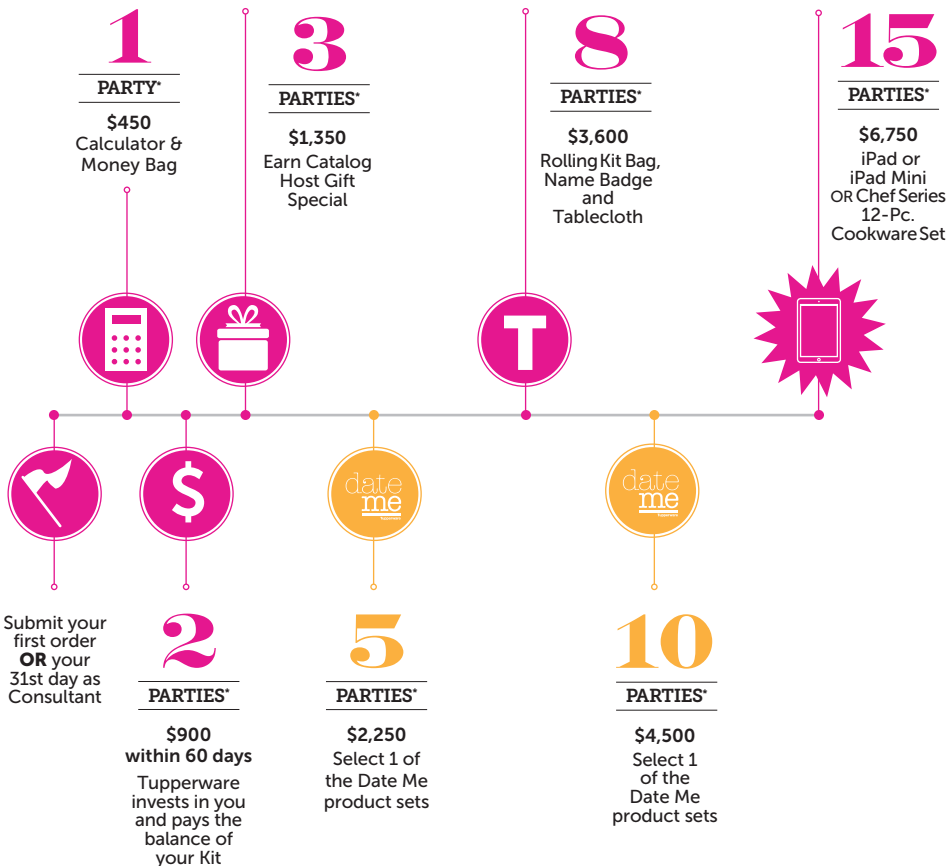 1
PARTY*
$450
Calculator &
Money Bag
3
PARTIES*
$1,350
Earn Catalog
Host Gift
Special
8
PARTIES*
$3,600
Rolling Kit Bag,
Name Badge
and
Tablecloth
15
PARTIES*
$6,750
iPad or
iPad Mini
OR Chef Series
12-Pc.
Cookware Set
T
$
date
me
Tupperware
date
me
Tupperware
Submit your
first order
OR your
31st day as
Consultant
2
PARTIES*
$900
within 60 days
Tupperware
invests in you
and pays the
balance of
your Kit
5
PARTIES*
$2,250
Select 1 of
the Date Me
product sets
10
PARTIES*
$4,500
Select 1
of the
Date Me
product sets